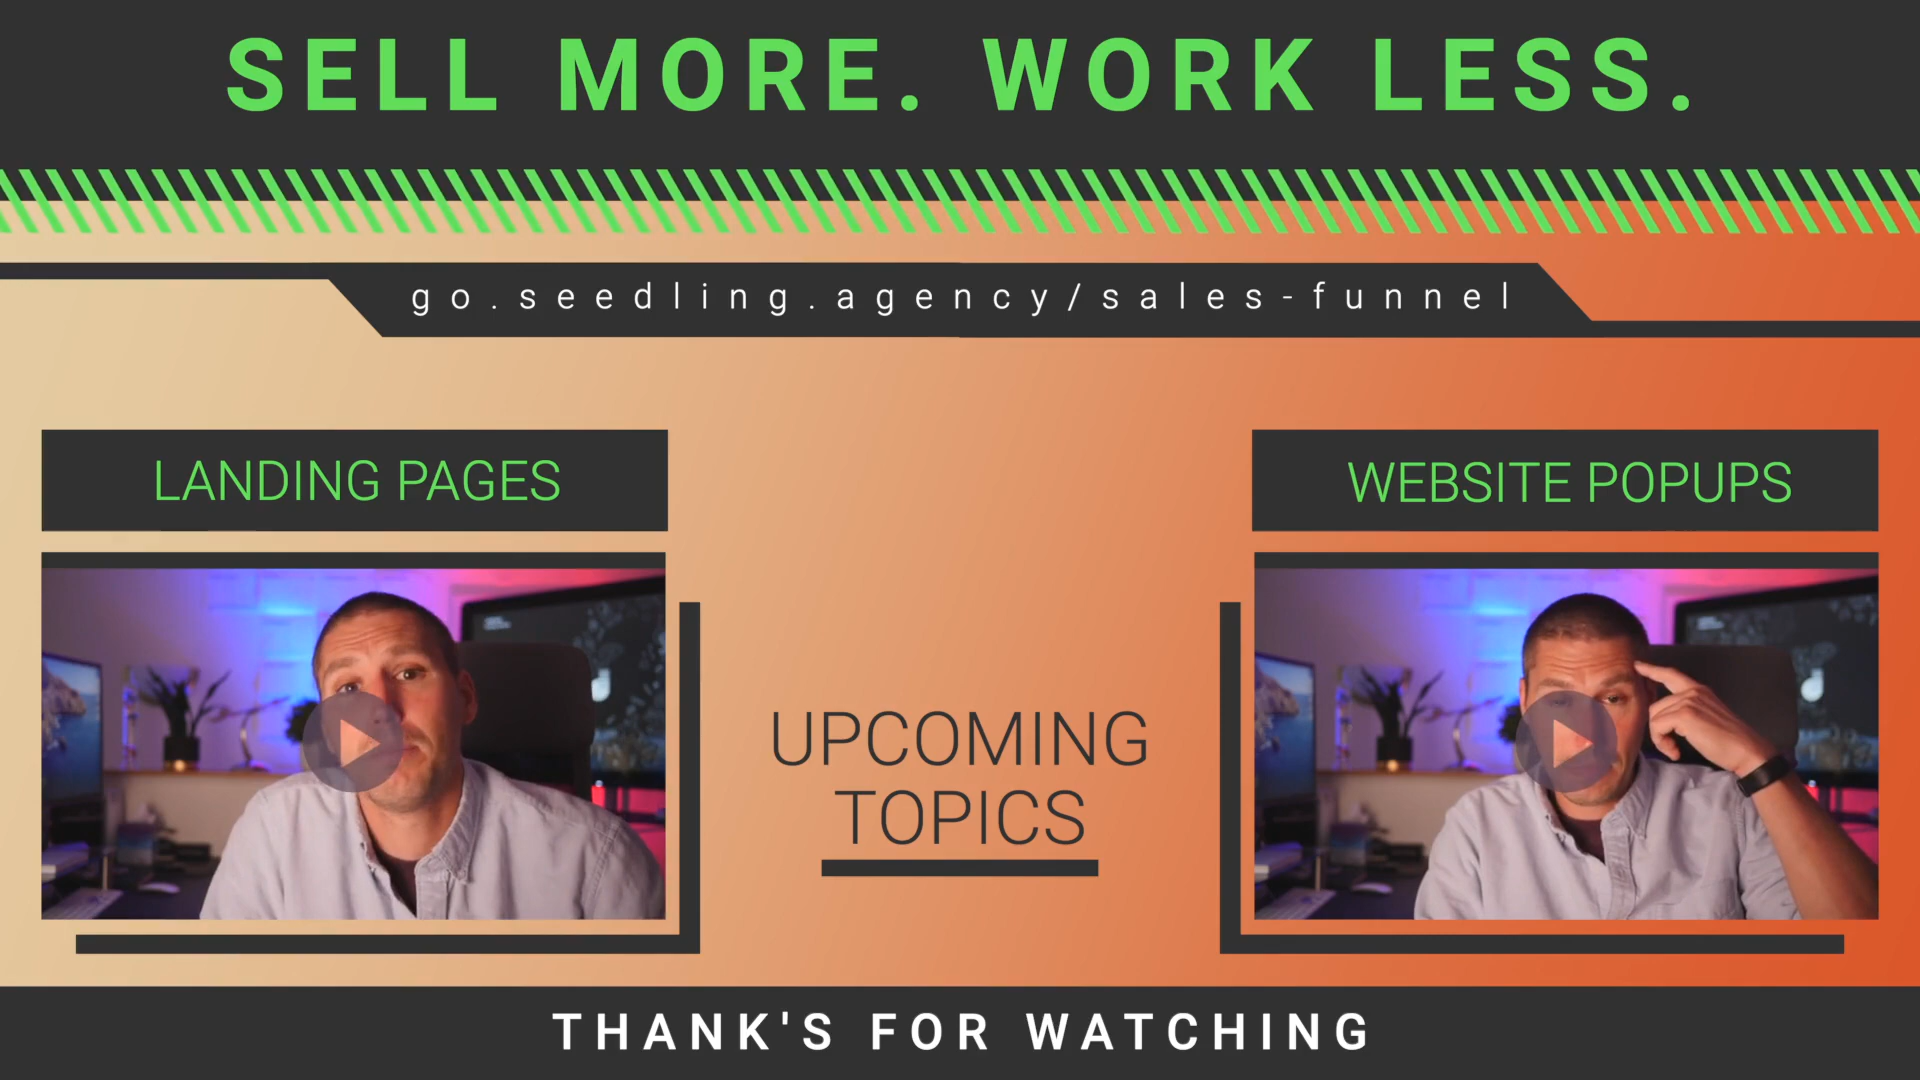 SELL MORE. WORK LESS.
go.seedling.agency/sales-funnel
LANDING PAGES
WEBSITE POPUPS
UPCOMING
TOPICS
THANK'S FOR WATCHING